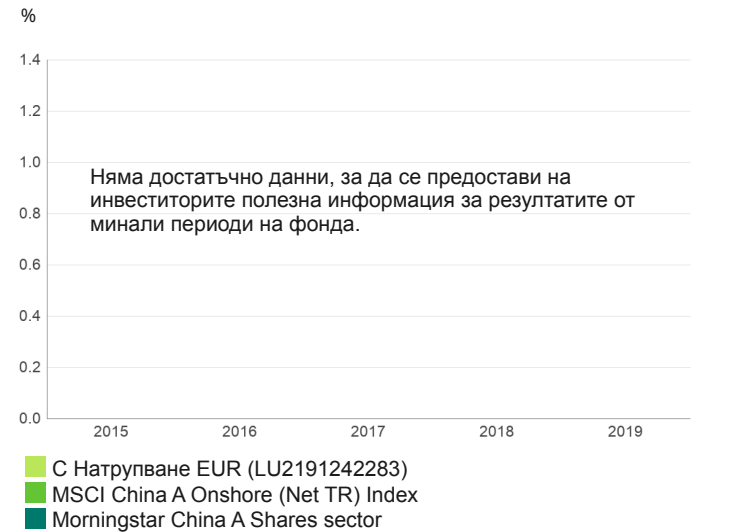 %
1.4
1.2
1.0
Няма достатъчно данни, за да се предостави на
инвеститорите полезна информация за резултатите от
минали периоди на фонда.
0.8
0.6
0.4
0.2
0.0
2015 2016 2017 2018 2019
С Натрупване EUR (LU2191242283)
MSCI China A Onshore (Net TR) Index
Morningstar China A Shares sector